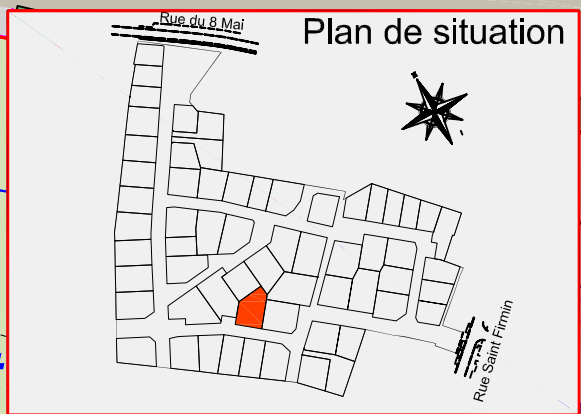 Rue du 8 Mai
Plan de situation
Rue Saint Firmin